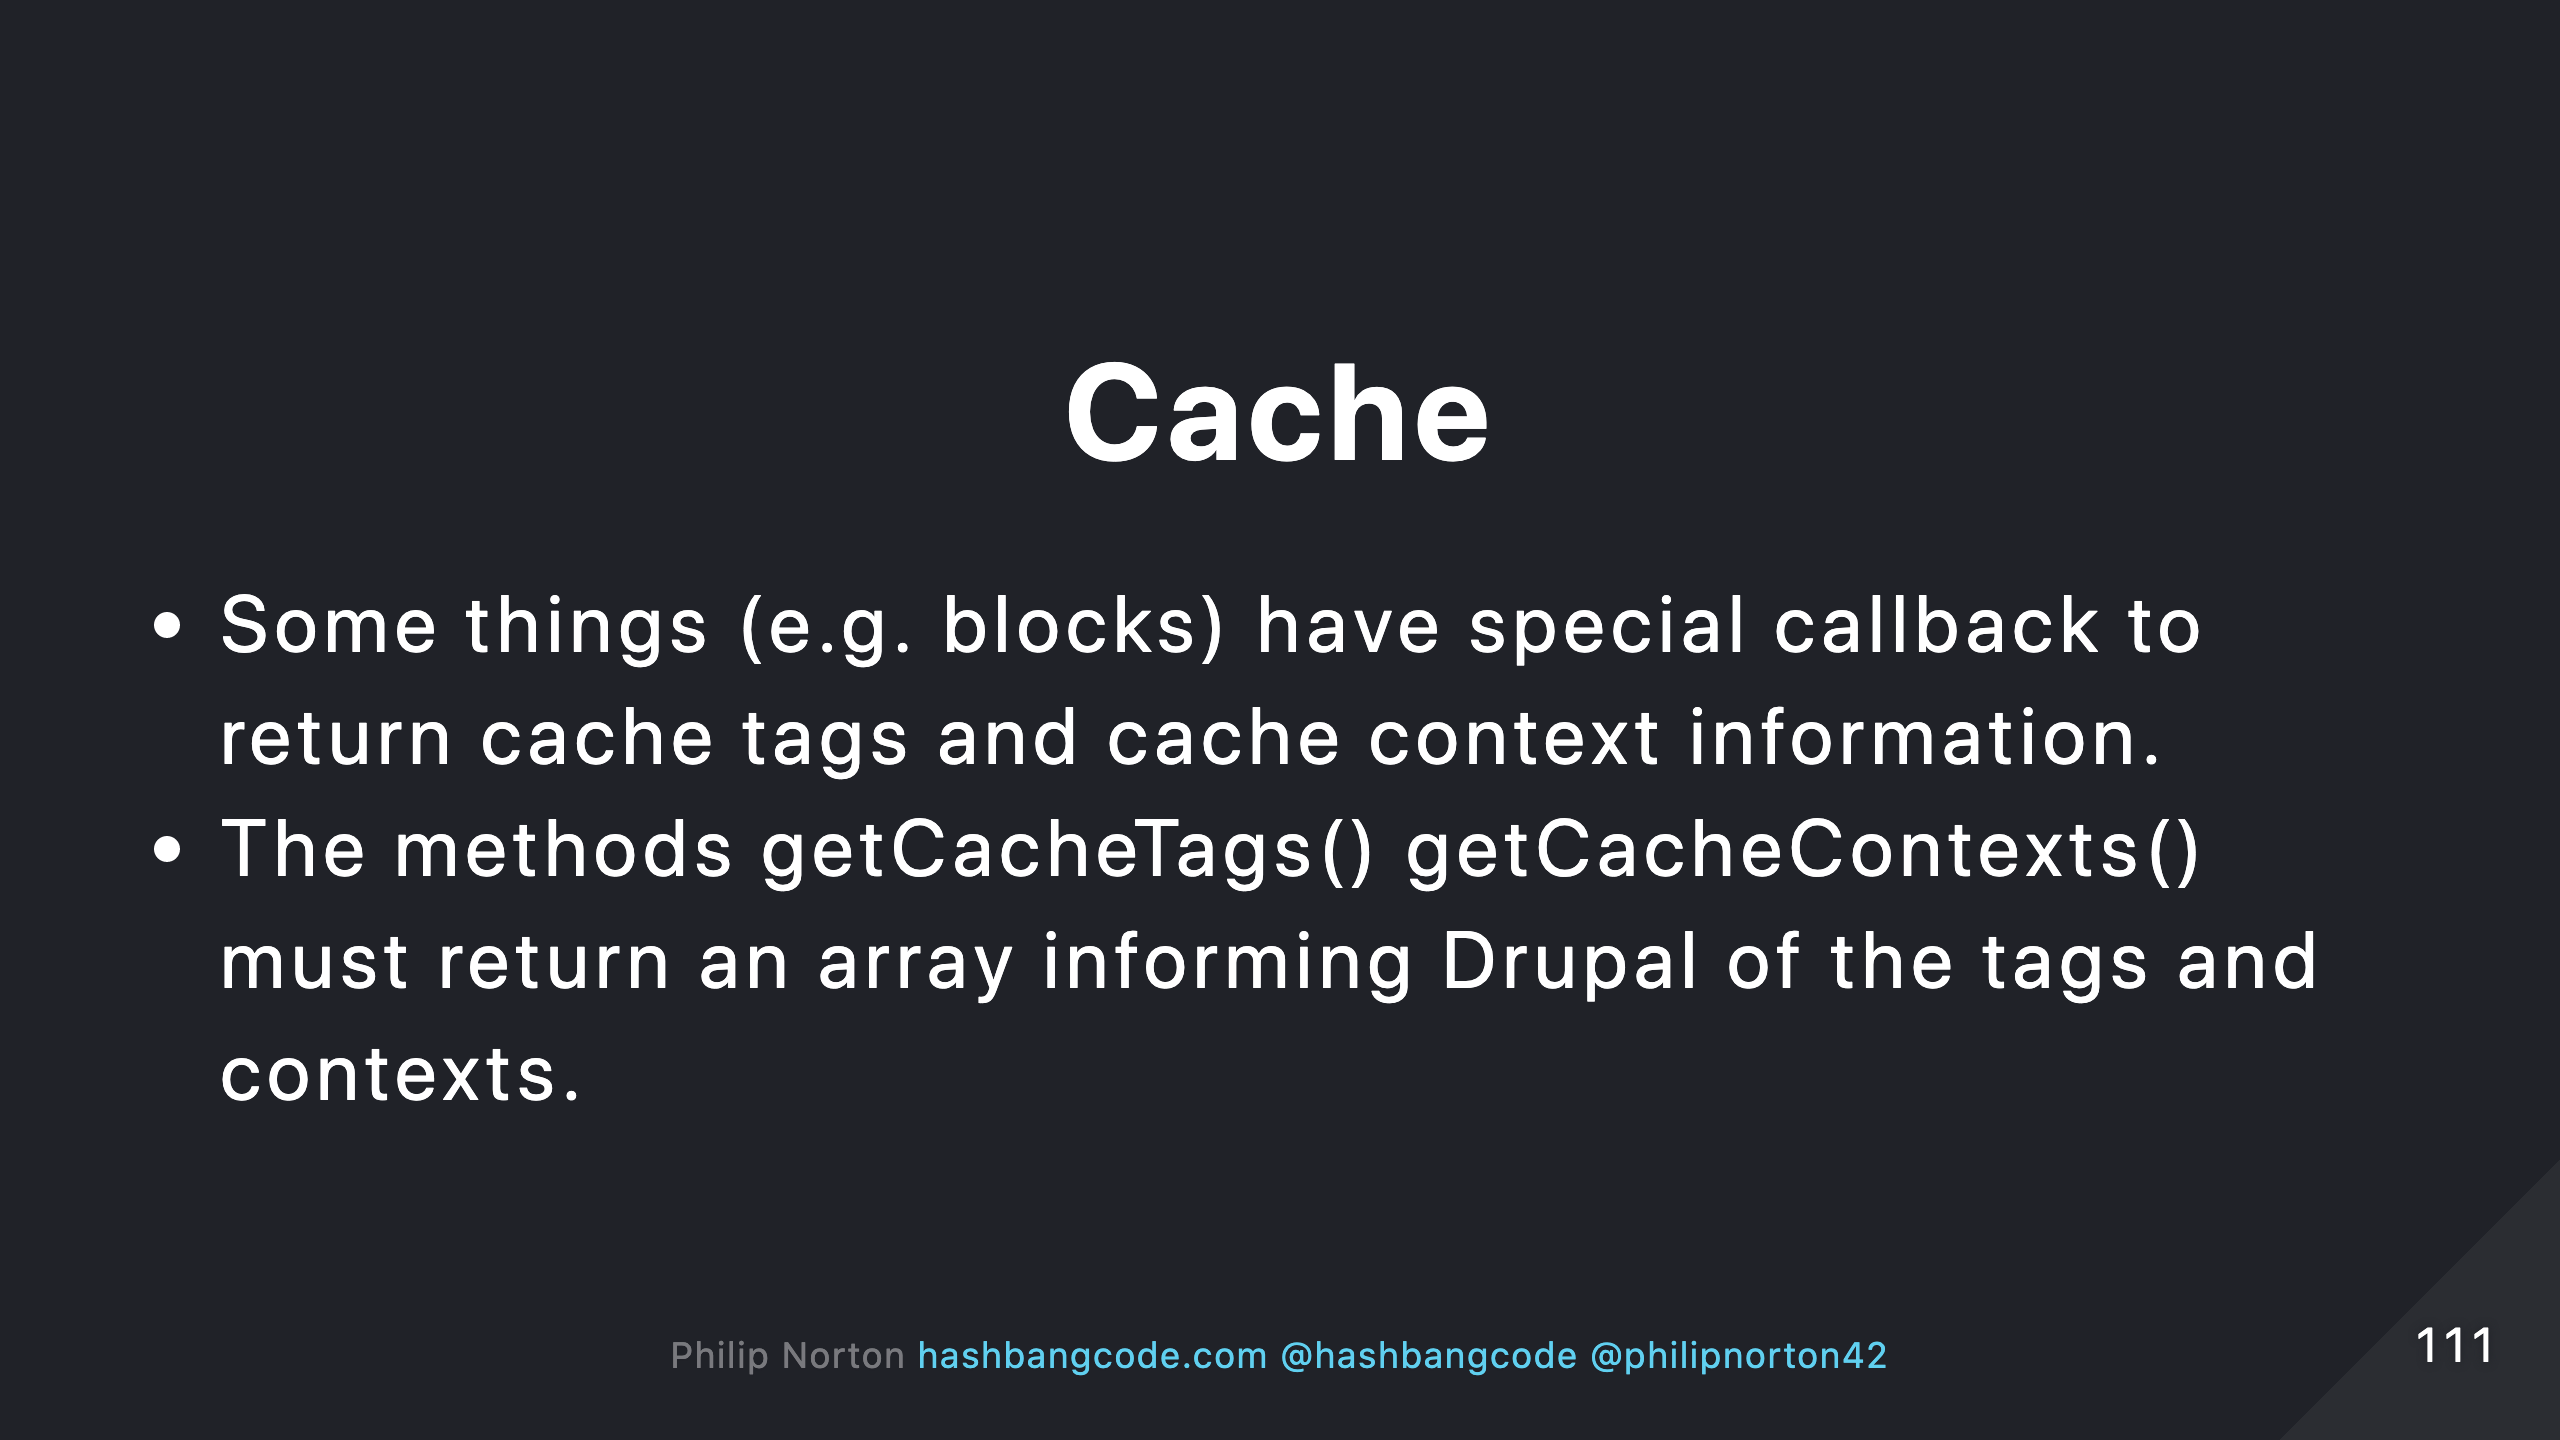 Cache
• Some things (e.g. blocks) have special callback to
return cache tags and cache context information.
• The methods getCacheTags() getCacheContexts()
must return an array informing Drupal of the tags and
contexts.
Philip Norton hashbangcode.com @hashbangcode @philipnorton42
111